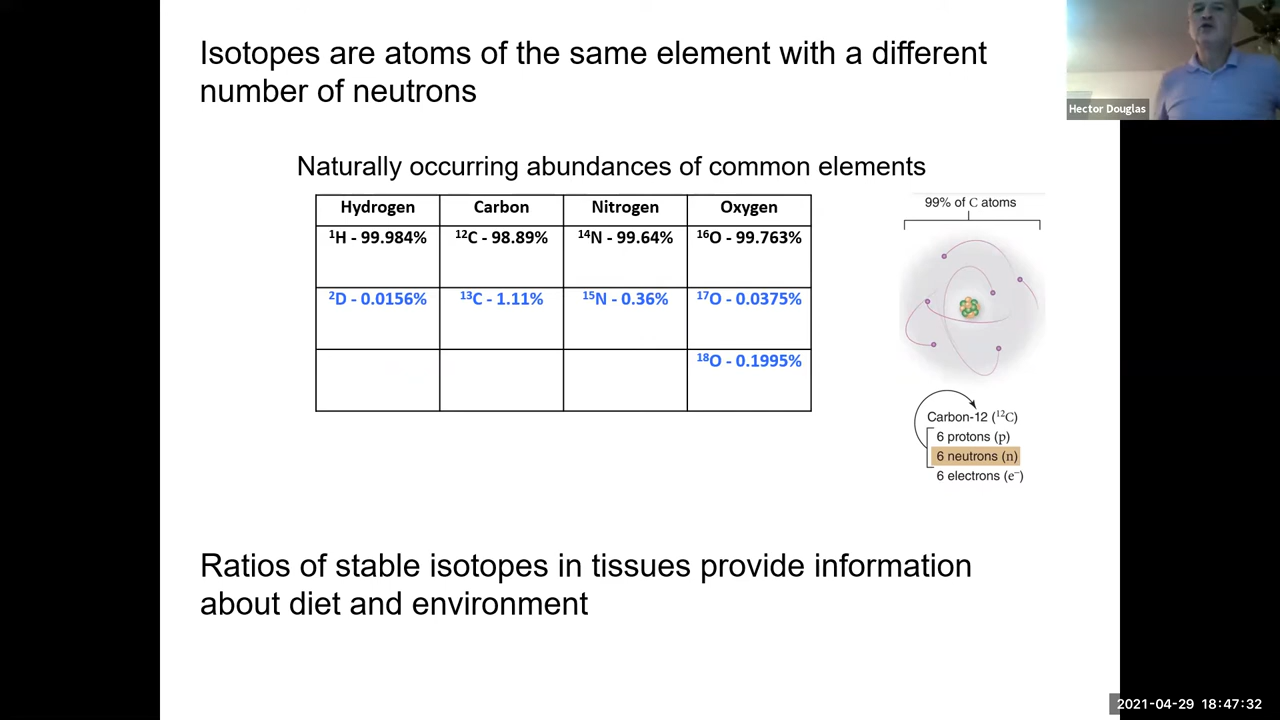 Isotopes are atoms of the same element with a different
number of neutrons
Hector Douglas
Naturally occurring abundances of common elements
Hydrogen Carbon Nitrogen Oxygen
¹H - 99.984% ¹²C - 98.89% ¹⁴N - 99.64% ¹⁶O - 99.763%
²D - 0.0156% ¹³C - 1.11% ¹⁵N - 0.36% ¹⁷O - 0.0375%
¹⁸O - 0.1995%
99% of C atoms
Carbon-12 (¹²C)
6 protons (p)
6 neutrons (n)
6 electrons (e⁻)
Ratios of stable isotopes in tissues provide information
about diet and environment
2021-04-29 18:47:32